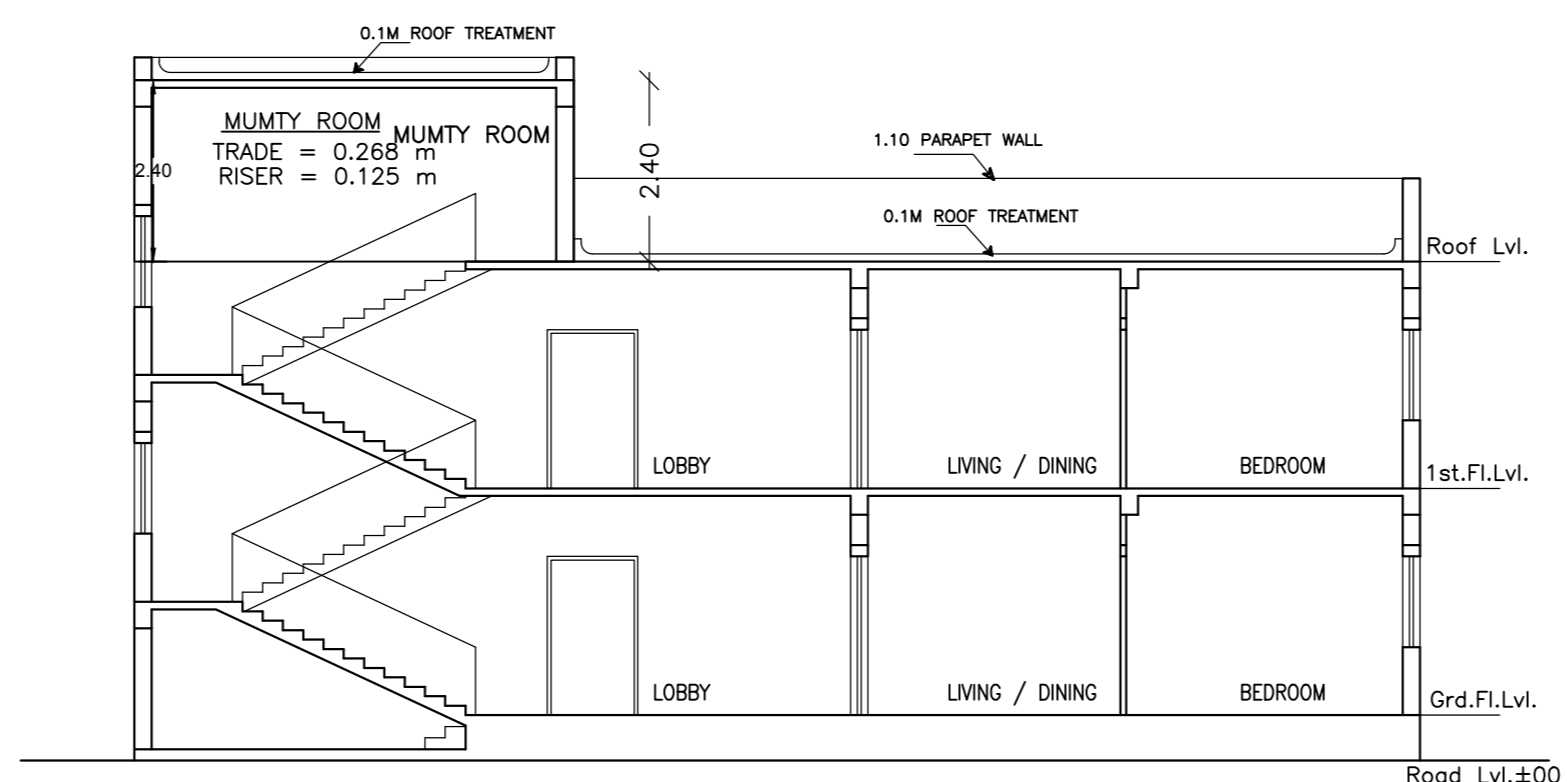 0.1M ROOF TREATMENT
MUMTY ROOM
MUMTY ROOM
TRADE = 0.268 m
RISER = 0.125 m
2.40
2.40
1.10 PARAPET WALL
0.1M ROOF TREATMENT
Roof Lvl.
LOBBY
LIVING / DINING
BEDROOM
1st.Fl.Lvl.
LOBBY
LIVING / DINING
BEDROOM
Grd.Fl.Lvl.
Road Lvl.±00